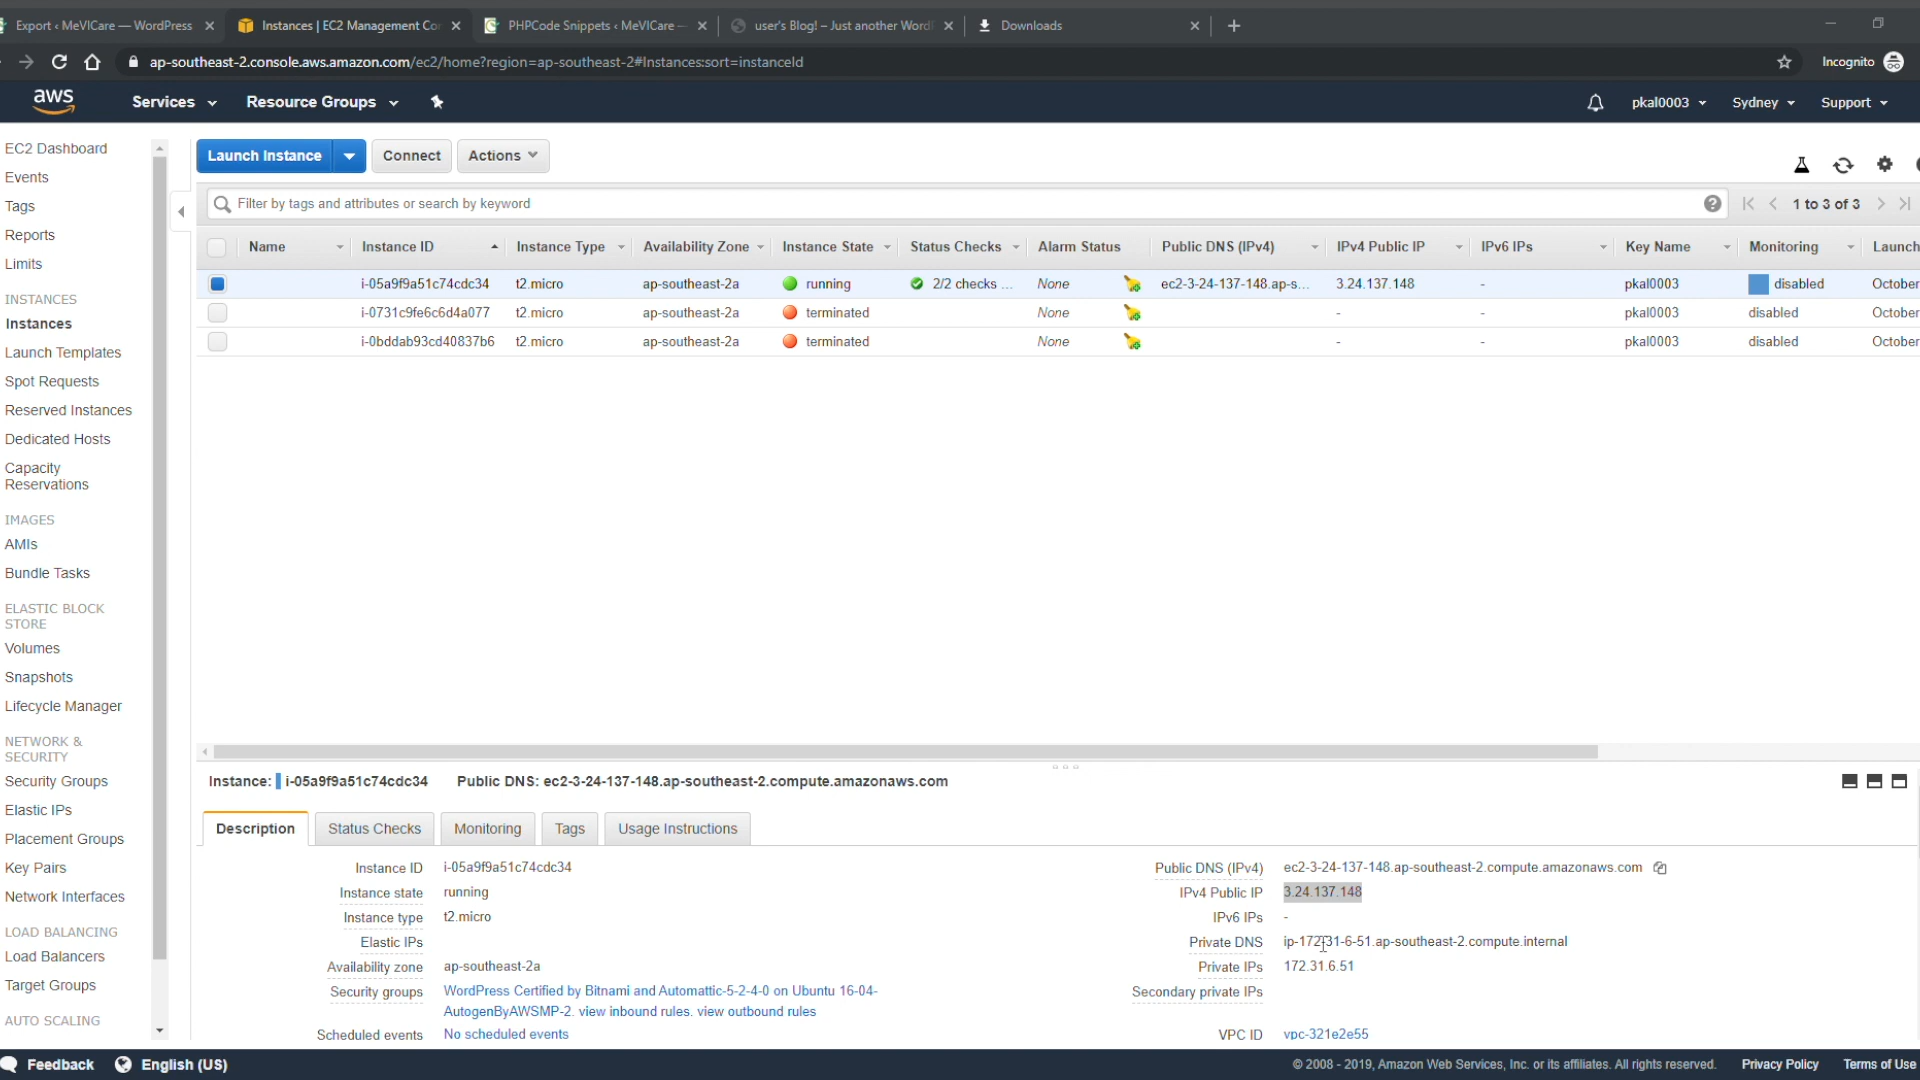 Export ‹ MeVICare — WordPress
Instances | EC2 Management Con
PHPCode Snippets ‹ MeVICare —
user's Blog! – Just another WordP
Downloads
ap-southeast-2.console.aws.amazon.com/ec2/home?region=ap-southeast-2#Instances:sort=instanceId
Incognito
aws
Services
Resource Groups
pkal0003
Sydney
Support
EC2 Dashboard
Events
Tags
Reports
Limits
INSTANCES
Instances
Launch Templates
Spot Requests
Reserved Instances
Dedicated Hosts
Capacity
Reservations
IMAGES
AMIs
Bundle Tasks
ELASTIC BLOCK
STORE
Volumes
Snapshots
Lifecycle Manager
NETWORK &
SECURITY
Security Groups
Elastic IPs
Placement Groups
Key Pairs
Network Interfaces
LOAD BALANCING
Load Balancers
Target Groups
AUTO SCALING
Launch Instance
Connect
Actions
Filter by tags and attributes or search by keyword
1 to 3 of 3
Name Instance ID Instance Type Availability Zone Instance State Status Checks Alarm Status Public DNS (IPv4) IPv4 Public IP IPv6 IPs Key Name Monitoring Launch
i-05a9f9a51c74cdc34 t2.micro ap-southeast-2a running 2/2 checks ... None ec2-3-24-137-148.ap-s... 3.24.137.148 - pkal0003 disabled October
i-0731c9fe6c6d4a077 t2.micro ap-southeast-2a terminated None - - pkal0003 disabled October
i-0bddab93cd40837b6 t2.micro ap-southeast-2a terminated None - - pkal0003 disabled October
Instance: i-05a9f9a51c74cdc34 Public DNS: ec2-3-24-137-148.ap-southeast-2.compute.amazonaws.com
Description
Status Checks
Monitoring
Tags
Usage Instructions
Instance ID i-05a9f9a51c74cdc34
Instance state running
Instance type t2.micro
Elastic IPs
Availability zone ap-southeast-2a
Security groups WordPress Certified by Bitnami and Automattic-5-2-4-0 on Ubuntu 16-04-
AutogenByAWSMP-2. view inbound rules. view outbound rules
Scheduled events No scheduled events
Public DNS (IPv4) ec2-3-24-137-148.ap-southeast-2.compute.amazonaws.com
IPv4 Public IP 3.24.137.148
IPv6 IPs -
Private DNS ip-172-31-6-51.ap-southeast-2.compute.internal
Private IPs 172.31.6.51
Secondary private IPs
VPC ID vpc-321e2e55
Feedback
English (US)
© 2008 - 2019, Amazon Web Services, Inc. or its affiliates. All rights reserved.
Privacy Policy
Terms of Use